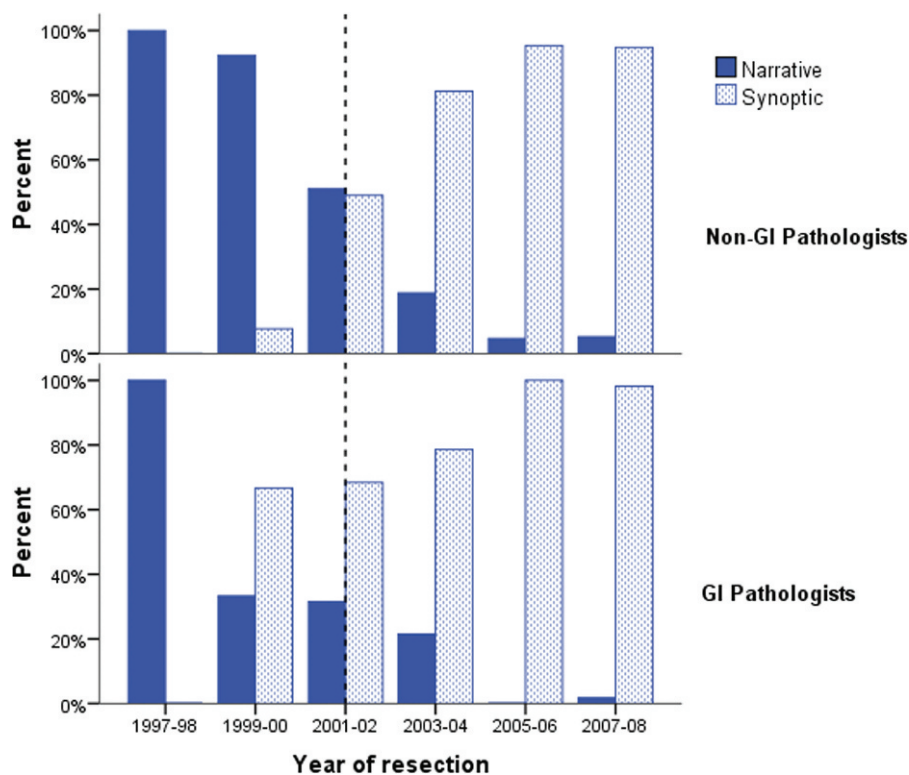 100%
80%
60%
40%
20%
0%
Percent
Narrative
Synoptic
Non-GI Pathologists
100%
80%
60%
40%
20%
0%
Percent
GI Pathologists
1997-98 1999-00 2001-02 2003-04 2005-06 2007-08
Year of resection